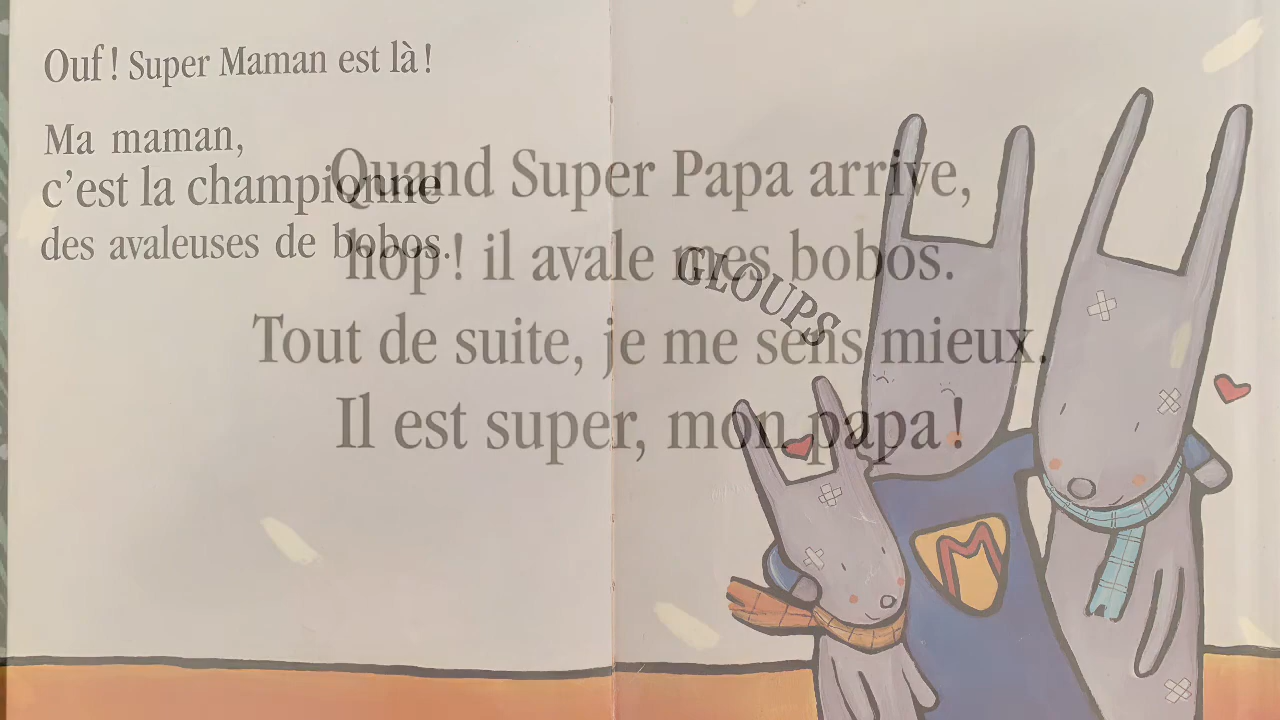 Ouf ! Super Maman est là !
Ma maman,
c’est la championne
des avaleuses de bobos.
Quand Super Papa arrive,
hop ! il avale mes bobos.
Tout de suite, je me sens mieux.
Il est super, mon papa !
GLOUPS
M